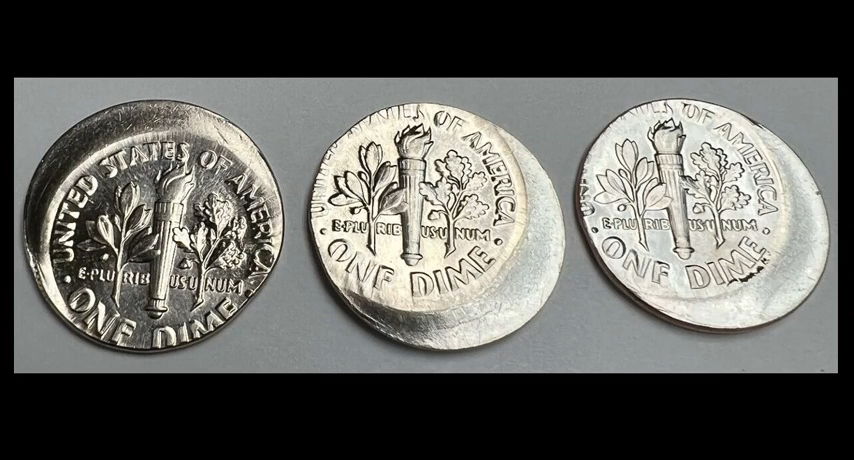 UNITED STATES OF AMERICA
E·PLURIBUS UNUM
ONE DIME
STATES OF AMERICA
E·PLURIBUS UNUM
ONE DIME
OF AMERICA
E·PLURIBUS UNUM
ONE DIME